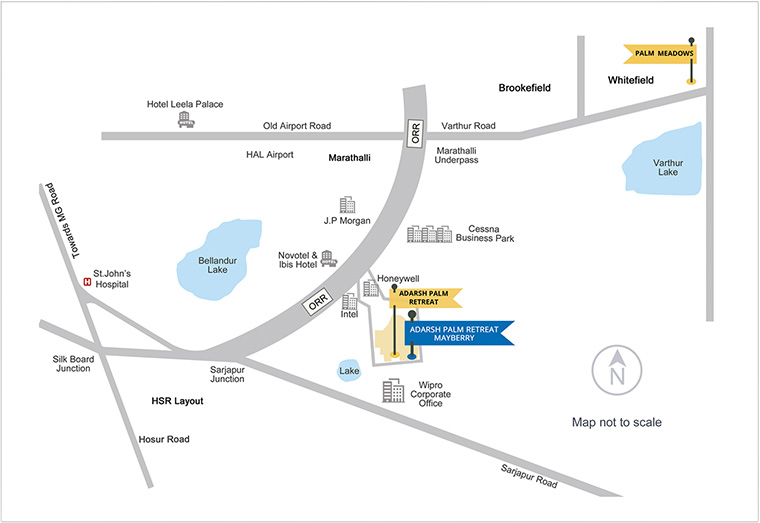 PALM MEADOWS
Whitefield
Brookefield
Hotel Leela Palace
HOTEL
Old Airport Road
ORR
Varthur Road
HAL Airport
Marathalli
Marathalli
Underpass
Varthur
Lake
Towards MG Road
J.P Morgan
Cessna
Business Park
Bellandur
Lake
Novotel &
Ibis Hotel
H
St.John's
Hospital
Honeywell
ORR
Intel
ADARSH PALM
RETREAT
ADARSH PALM RETREAT
MAYBERRY
Silk Board
Junction
Sarjapur
Junction
Lake
N
Wipro
Corporate
Office
HSR Layout
Map not to scale
Hosur Road
Sarjapur Road